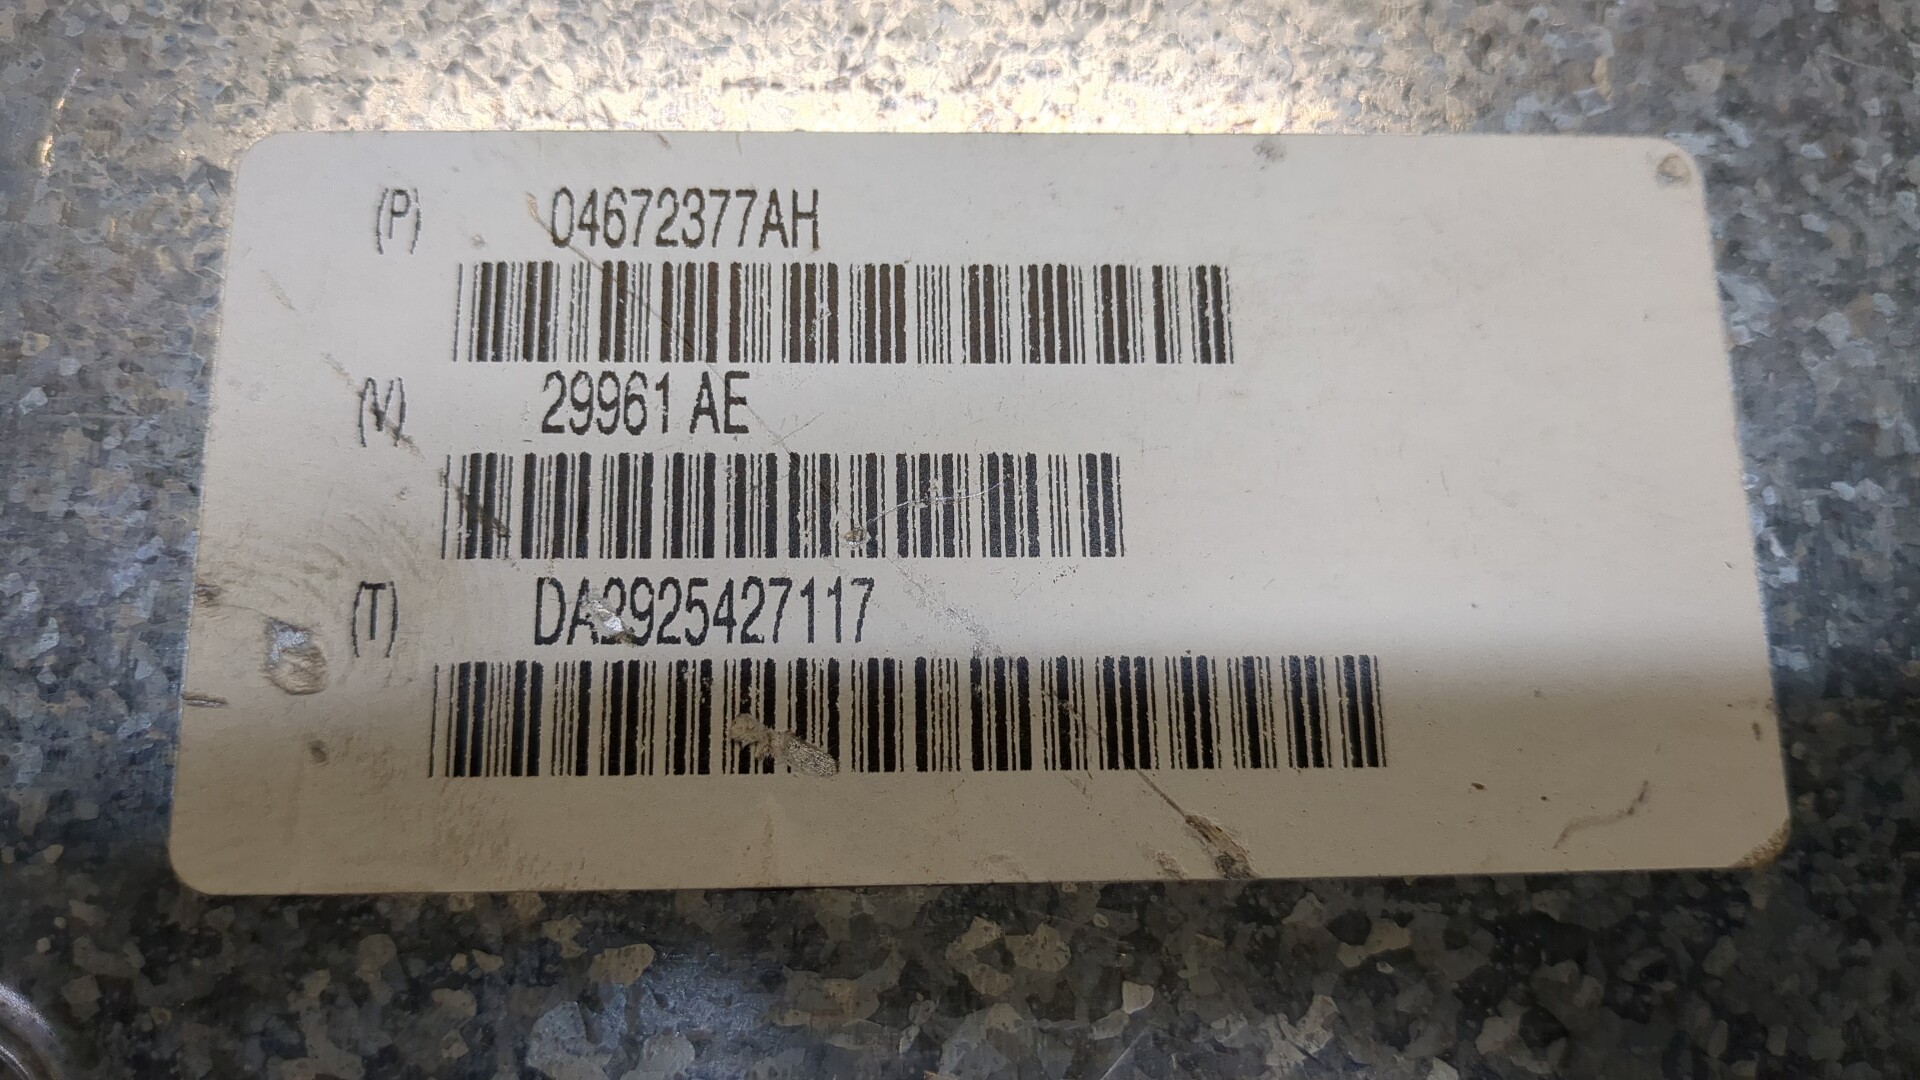 (P) 04672377AH
(V) 29961 AE
(T) DA2925427117